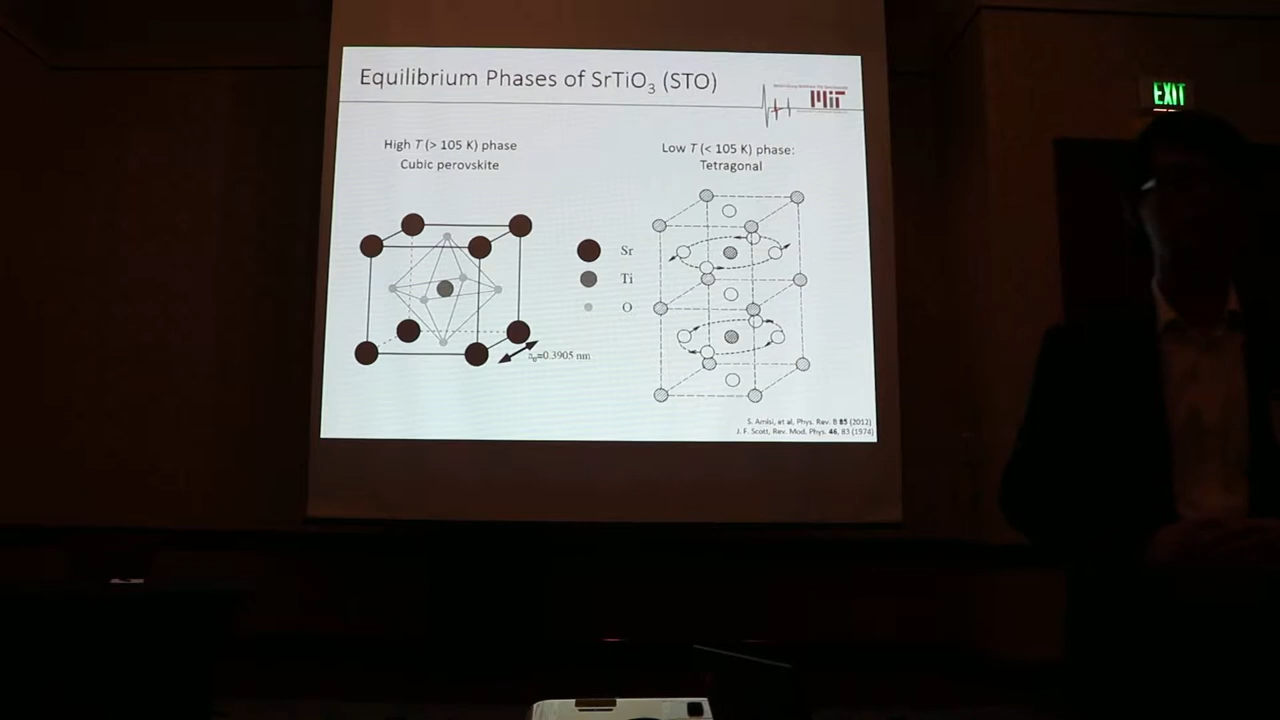 Equilibrium Phases of SrTiO3 (STO)
MIT
EXIT
High T (> 105 K) phase
Cubic perovskite
Low T (< 105 K) phase:
Tetragonal
Sr
Ti
O
a0=0.3905 nm
S. Amisi, et al, Phys. Rev. B 85 (2012)
J. F. Scott, Rev. Mod. Phys. 46, 83 (1974)